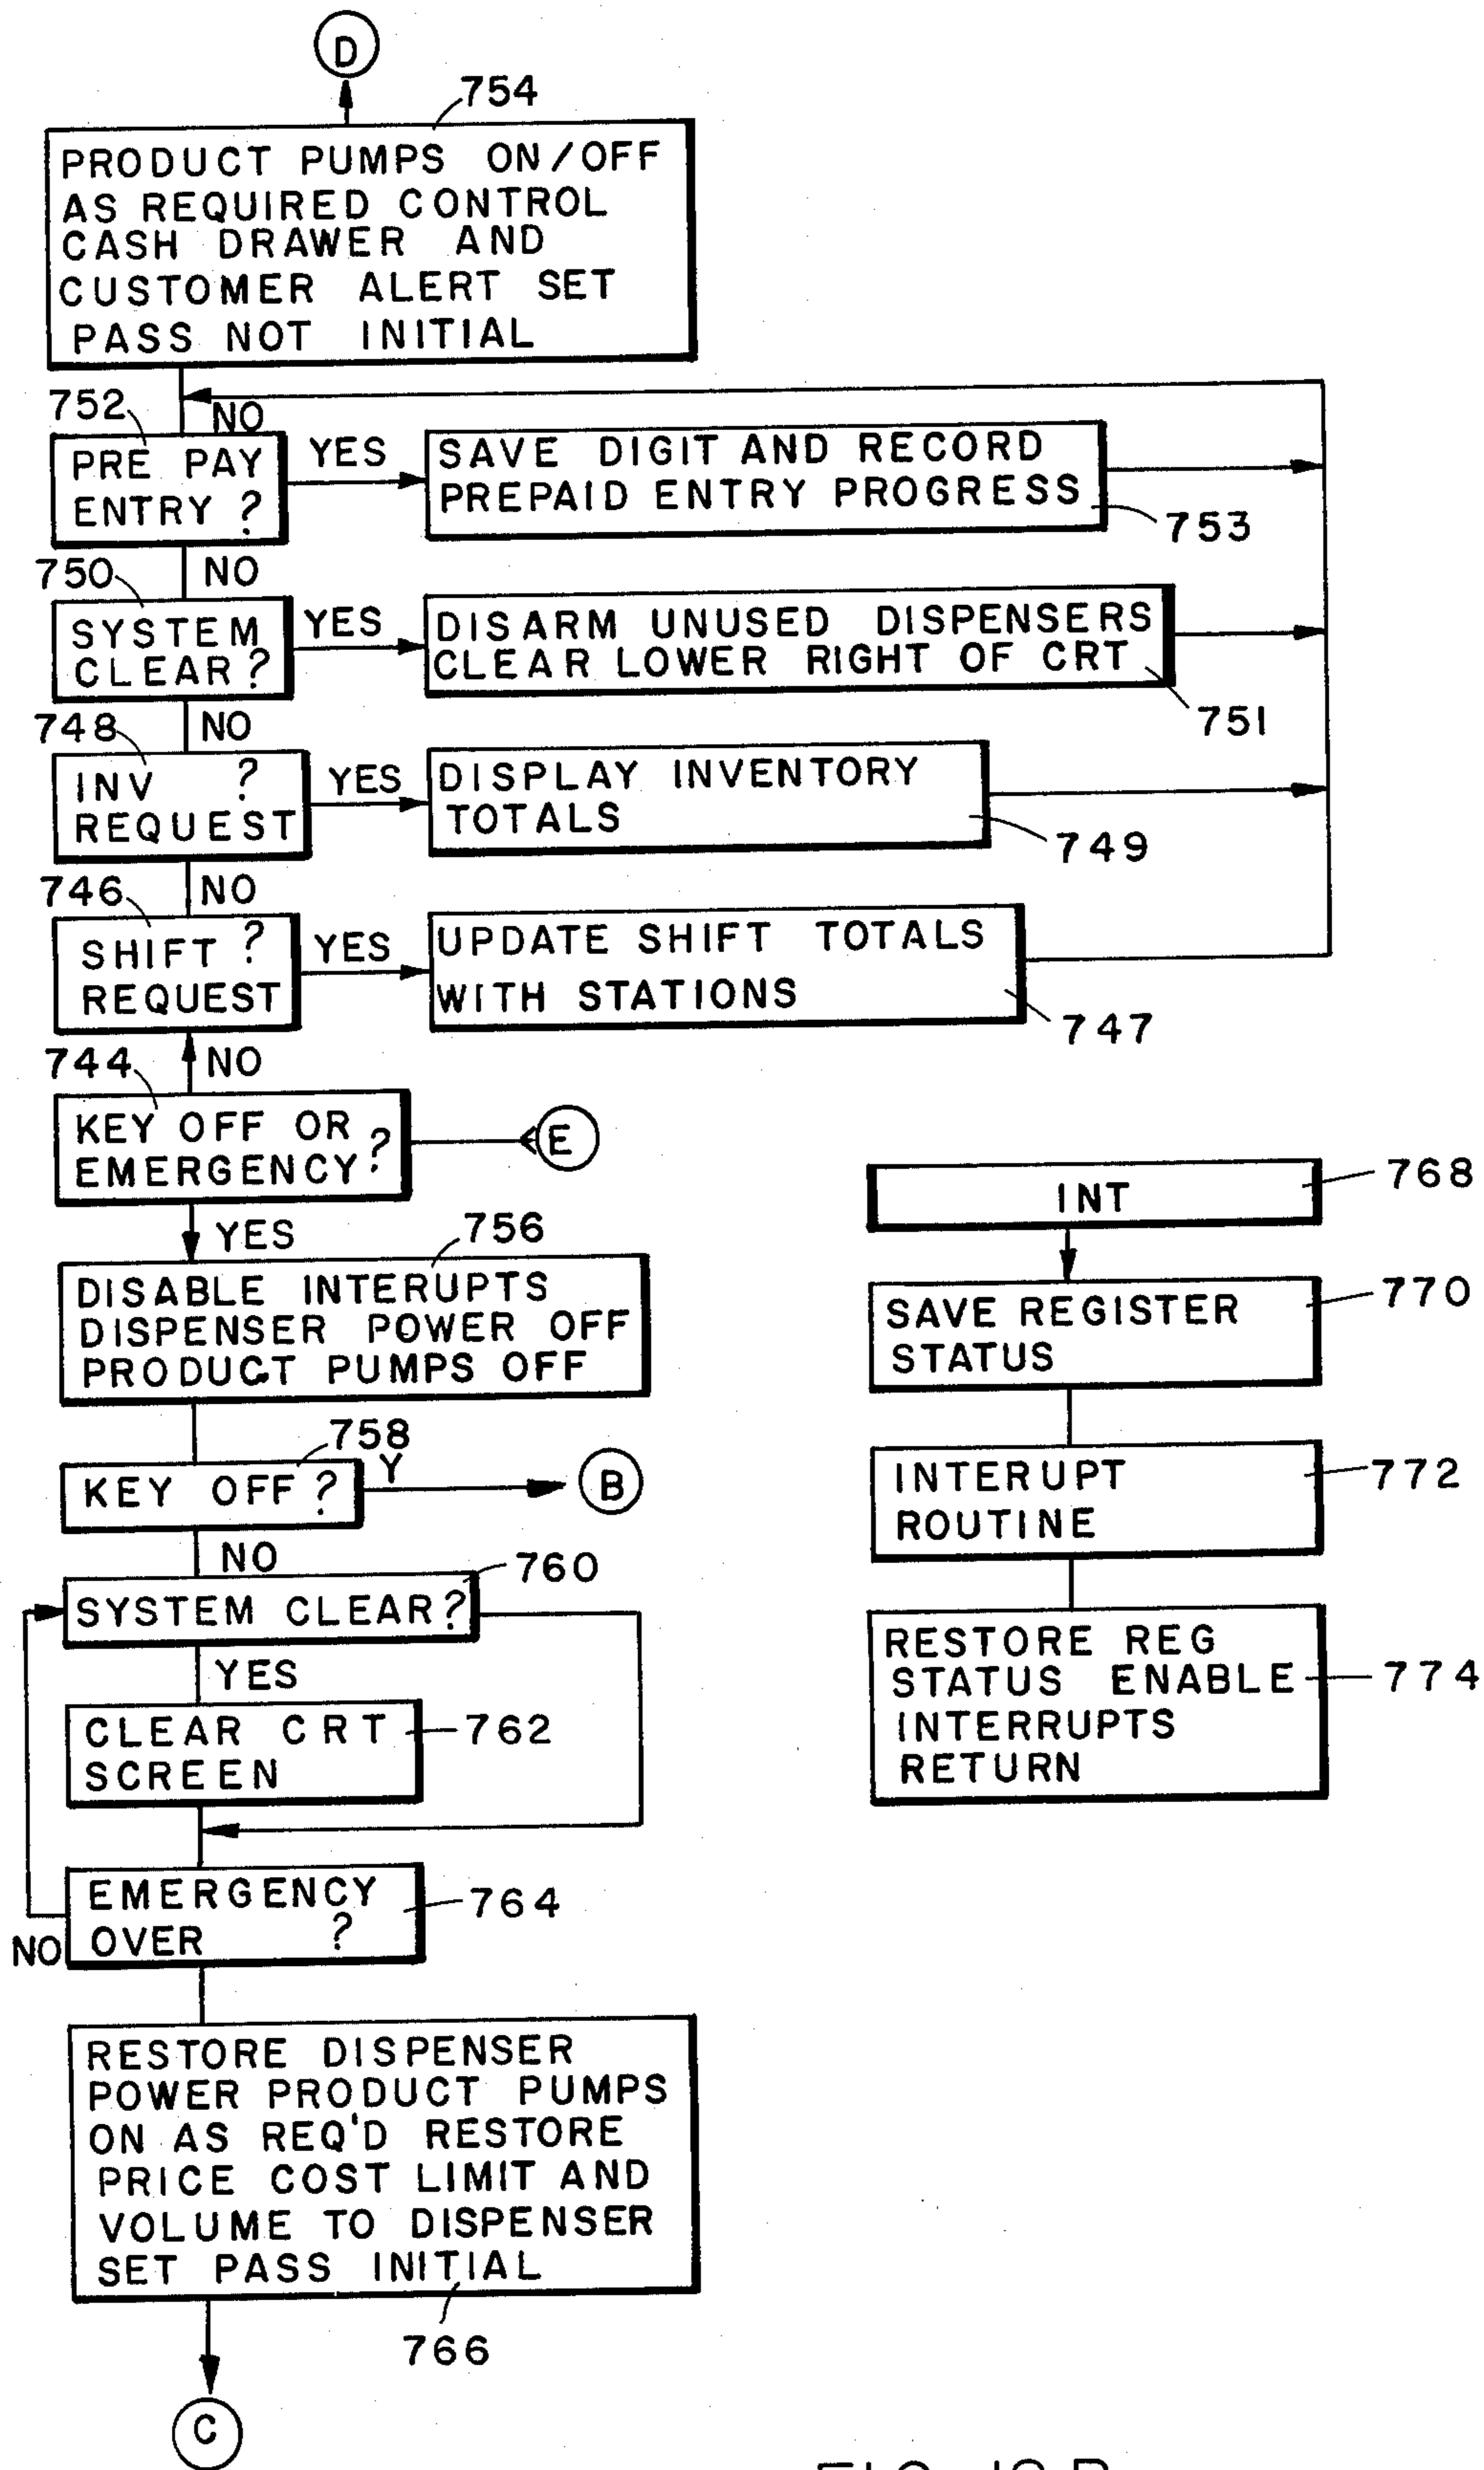 D
754
PRODUCT PUMPS ON/OFF
AS REQUIRED CONTROL
CASH DRAWER AND
CUSTOMER ALERT SET
PASS NOT INITIAL
752
NO
PRE PAY
ENTRY ?
YES
SAVE DIGIT AND RECORD
PREPAID ENTRY PROGRESS
753
750
NO
SYSTEM
CLEAR ?
YES
DISARM UNUSED DISPENSERS
CLEAR LOWER RIGHT OF CRT
751
748
NO
INV ?
REQUEST
YES
DISPLAY INVENTORY
TOTALS
749
746
NO
SHIFT ?
REQUEST
YES
UPDATE SHIFT TOTALS
WITH STATIONS
747
744
NO
KEY OFF OR
EMERGENCY ?
E
YES
756
DISABLE INTERUPTS
DISPENSER POWER OFF
PRODUCT PUMPS OFF
758
KEY OFF ?
Y
B
NO
760
SYSTEM CLEAR ?
YES
CLEAR CRT
SCREEN
762
EMERGENCY
OVER ?
764
NO
RESTORE DISPENSER
POWER PRODUCT PUMPS
ON AS REQ'D RESTORE
PRICE COST LIMIT AND
VOLUME TO DISPENSER
SET PASS INITIAL
766
C
INT
768
SAVE REGISTER
STATUS
770
INTERUPT
ROUTINE
772
RESTORE REG
STATUS ENABLE
INTERRUPTS
RETURN
774